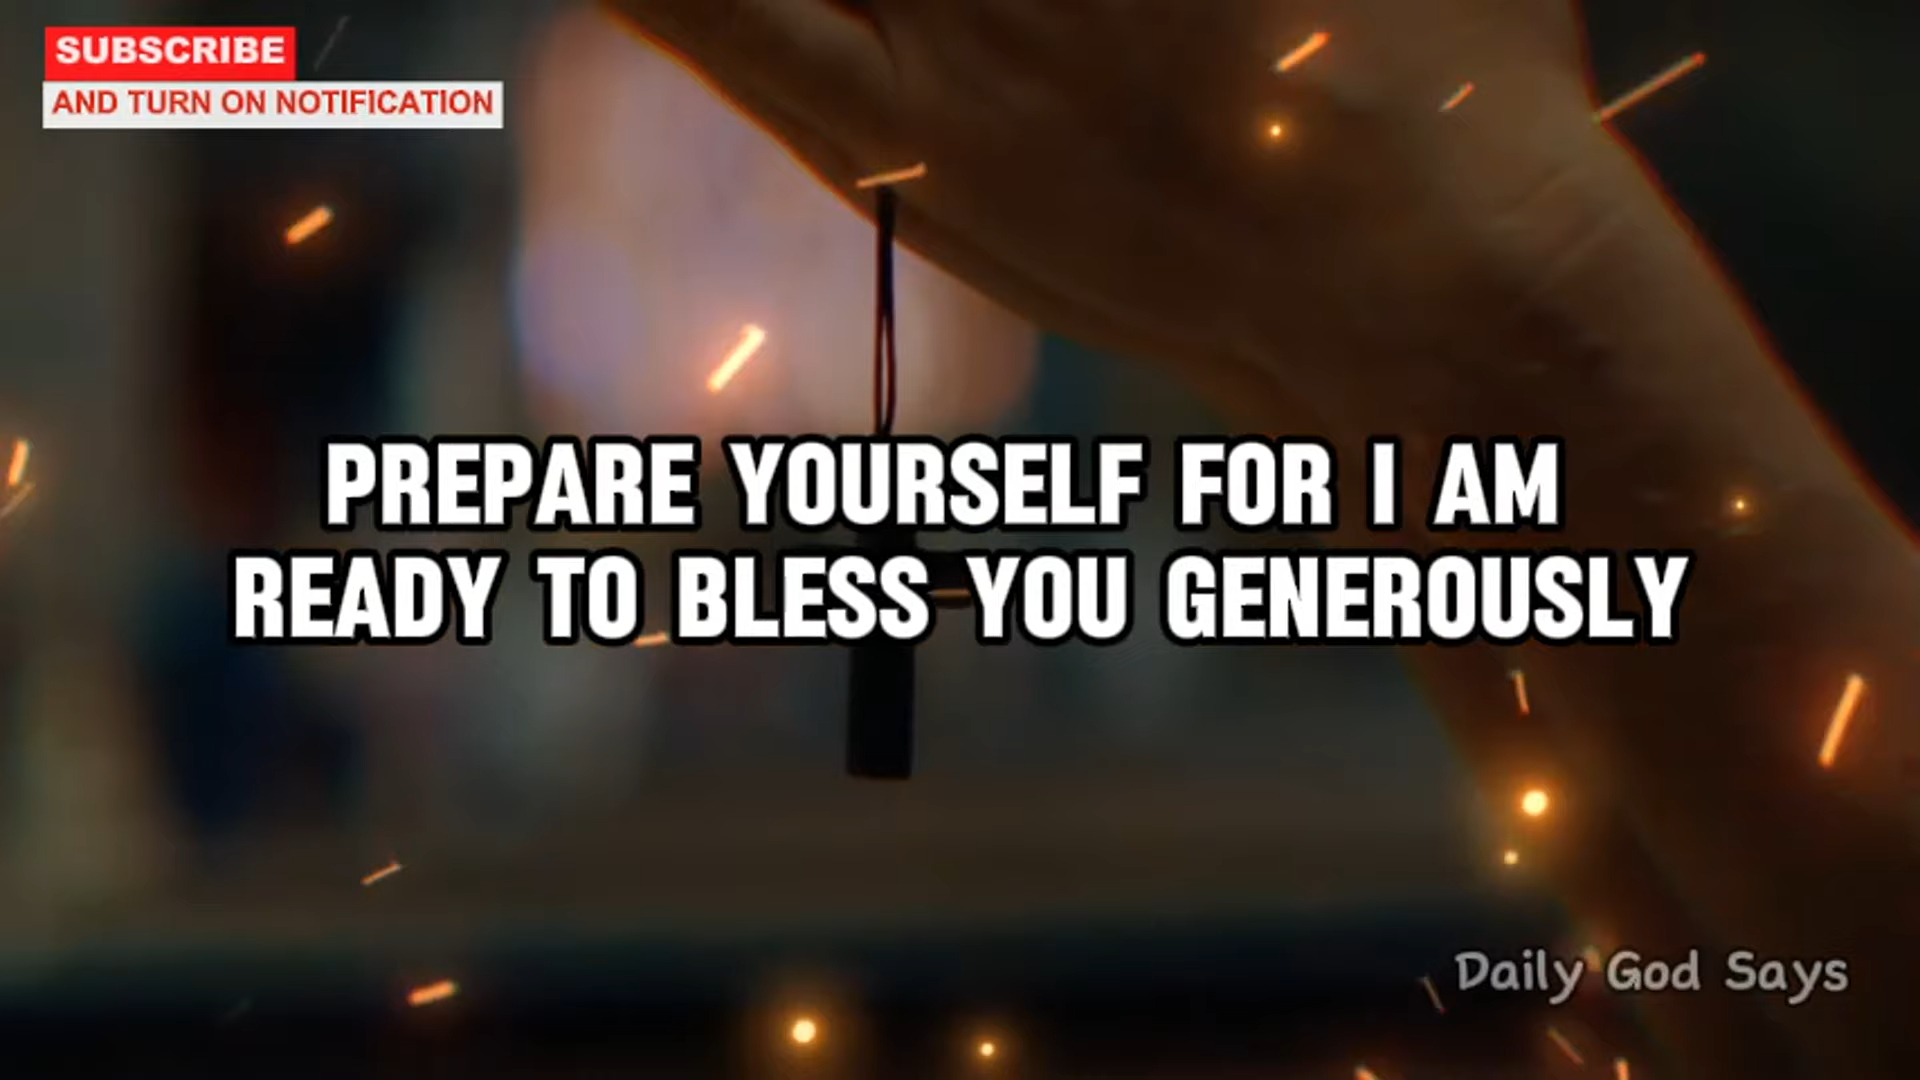 SUBSCRIBE
AND TURN ON NOTIFICATION
PREPARE YOURSELF FOR I AM
READY TO BLESS YOU GENEROUSLY
Daily God Says